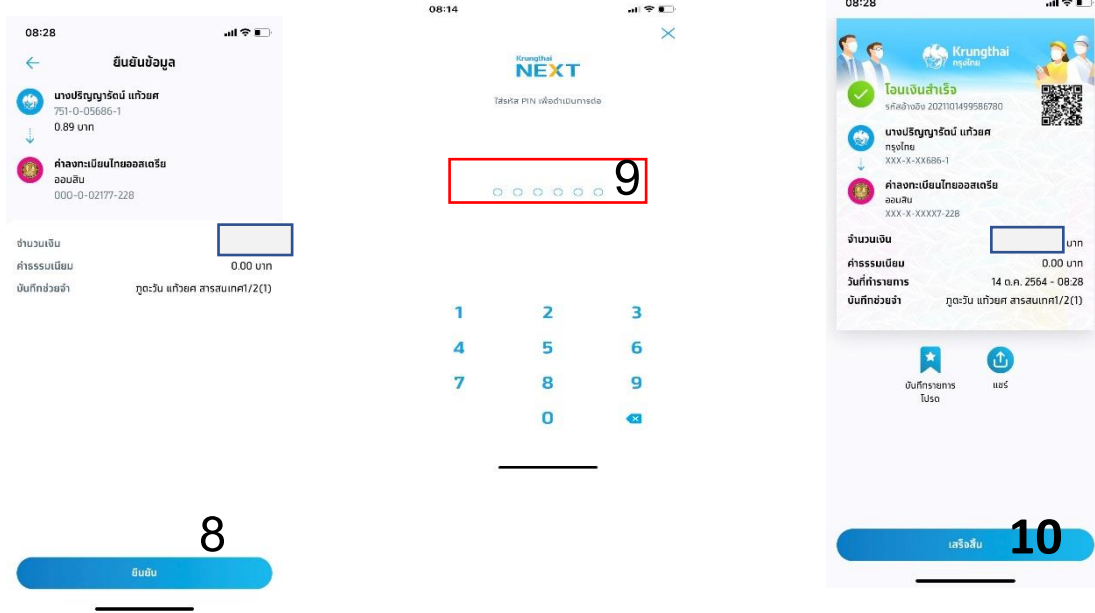 08:28
ยืนยันข้อมูล
นางปริญญารัตน์ แก้วยศ
751-0-05686-1
0.89 บาท
ค่าลงทะเบียนไทยออสเตรีย
ออมสิน
000-0-02177-228
จำนวนเงิน
ค่าธรรมเนียม 0.00 บาท
บันทึกช่วยจำ ภูตะวัน แก้วยศ สารสนเทศ1/2(1)
8
ยืนยัน
08:14
Krungthai
NEXT
ใส่รหัส PIN เพื่อดำเนินการต่อ
9
1 2 3
4 5 6
7 8 9
0
08:28
Krungthai
กรุงไทย
โอนเงินสำเร็จ
รหัสอ้างอิง 2021101499586780
นางปริญญารัตน์ แก้วยศ
กรุงไทย
XXX-X-XX686-1
ค่าลงทะเบียนไทยออสเตรีย
ออมสิน
XXX-X-XXXX7-228
จำนวนเงิน บาท
ค่าธรรมเนียม 0.00 บาท
วันที่ทำรายการ 14 ต.ค. 2564 - 08:28
บันทึกช่วยจำ ภูตะวัน แก้วยศ สารสนเทศ1/2(1)
บันทึกรายการ แชร์
โปรด
เสร็จสิ้น 10